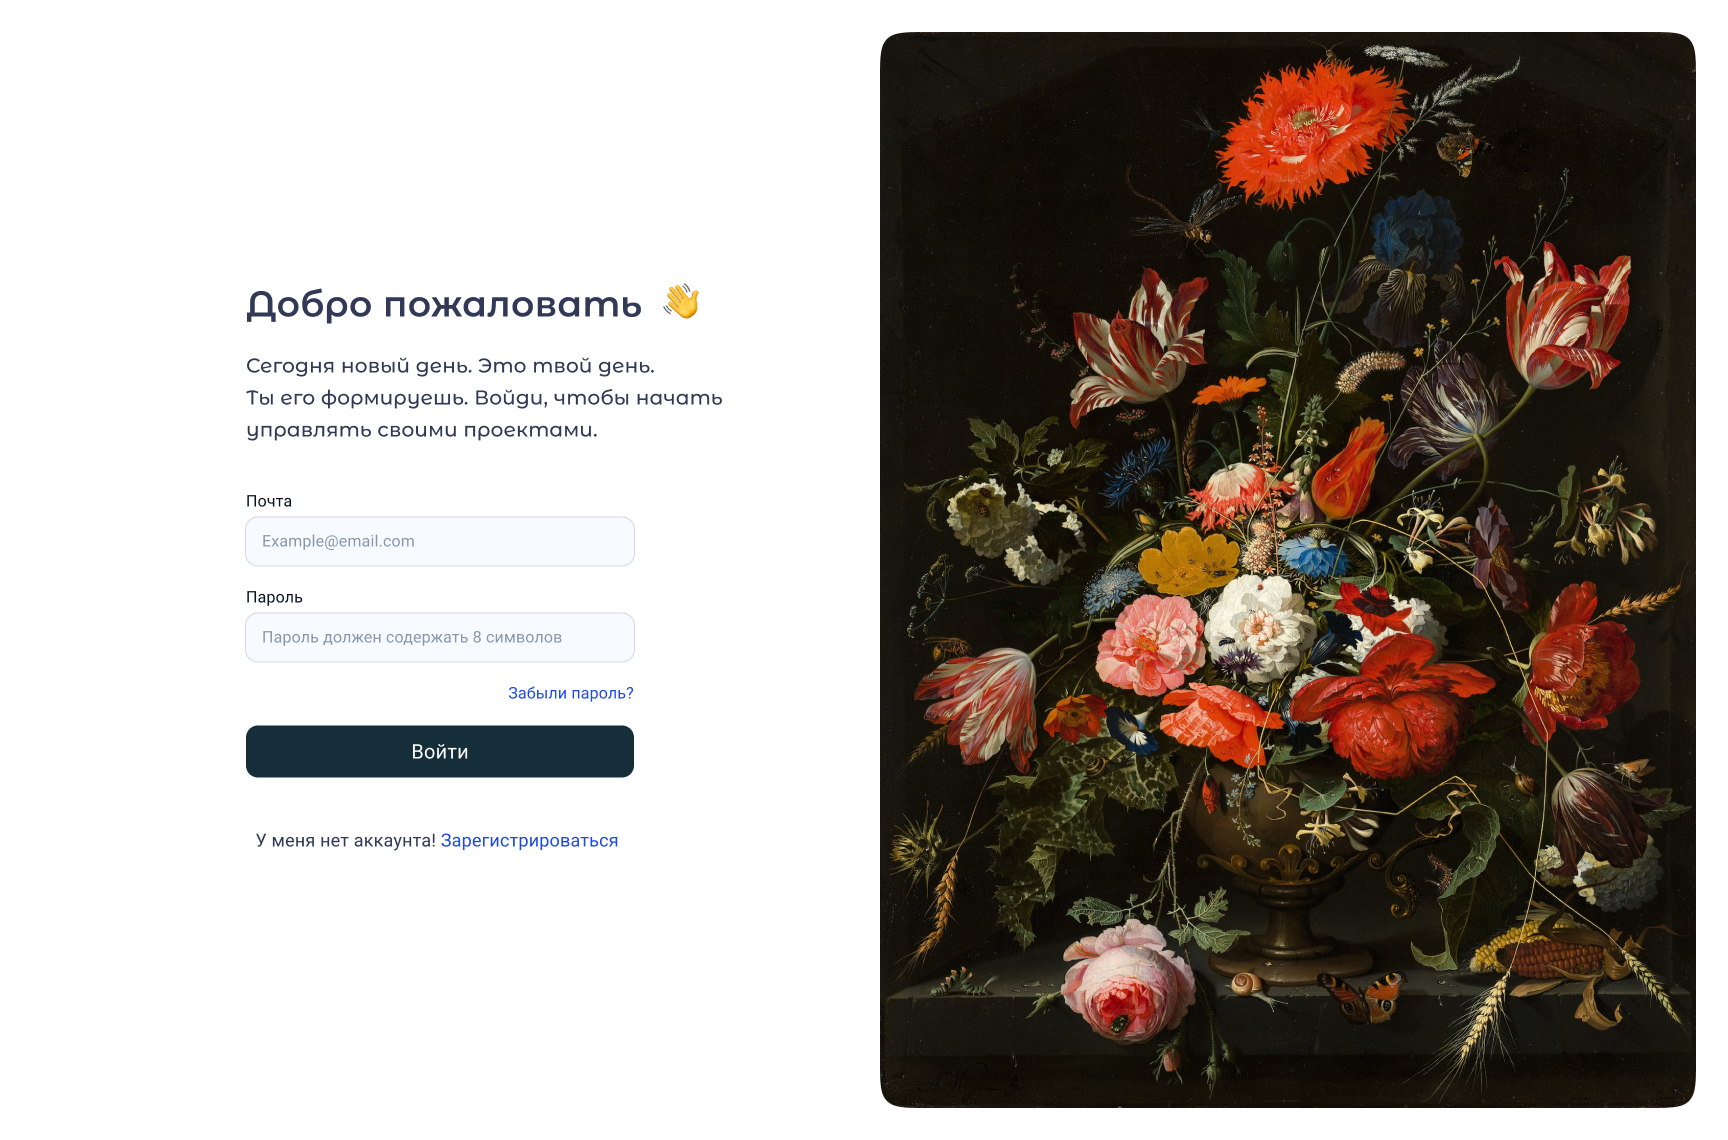 Добро пожаловать 👋
Сегодня новый день. Это твой день.
Ты его формируешь. Войди, чтобы начать
управлять своими проектами.
Почта
Example@email.com
Пароль
Пароль должен содержать 8 символов
Забыли пароль?
Войти
У меня нет аккаунта! Зарегистрироваться